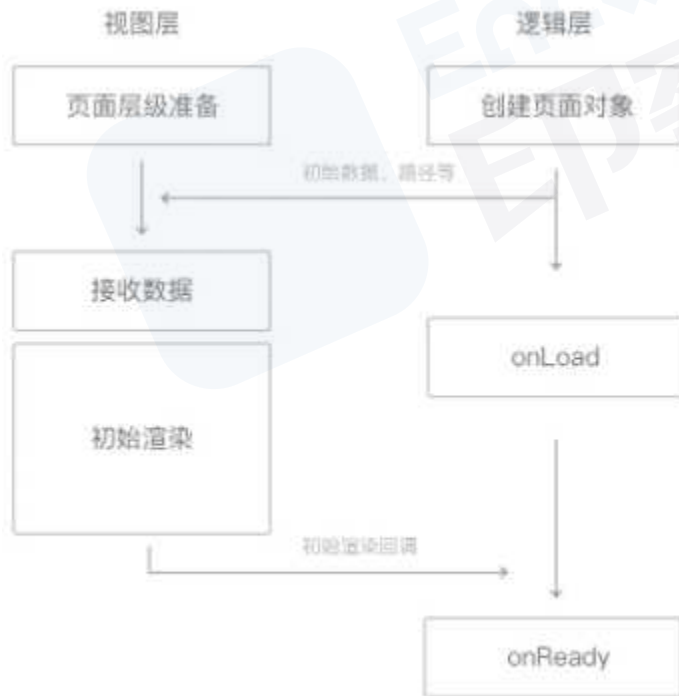 视图层
逻辑层
页面层级准备
创建页面对象
初始数据、路径等
接收数据
onLoad
初始渲染
初始渲染回调
onReady